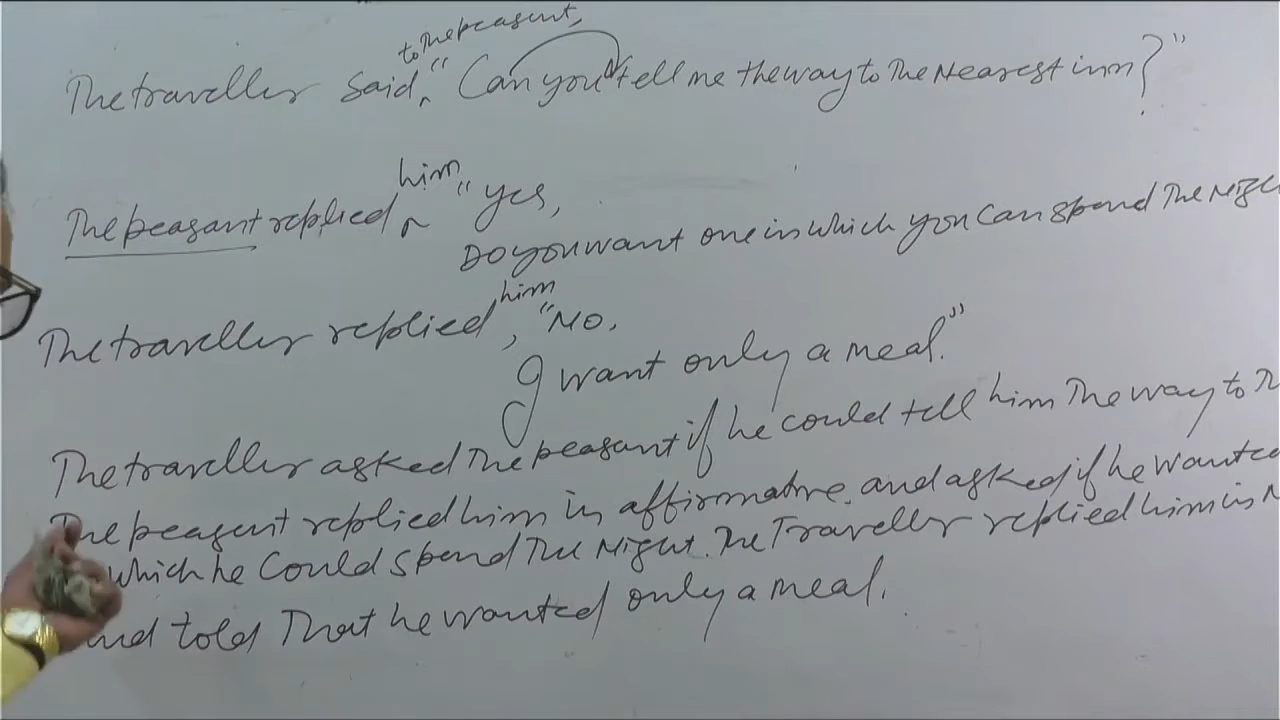 to the peasant,
The traveller said, " Can you tell me the way to the Nearest inn?"
him
The peasant replied "yes,
Do you want one in which you can spend The Nigh
him
The traveller replied, "No.
I want only a meal."
The traveller asked The peasant if he could tell him The way to Th
The peasent replied him in affirmative. and asked if he wanted
which he could spend The Night. The Traveller replied him in N
and told That he wanted only a meal.